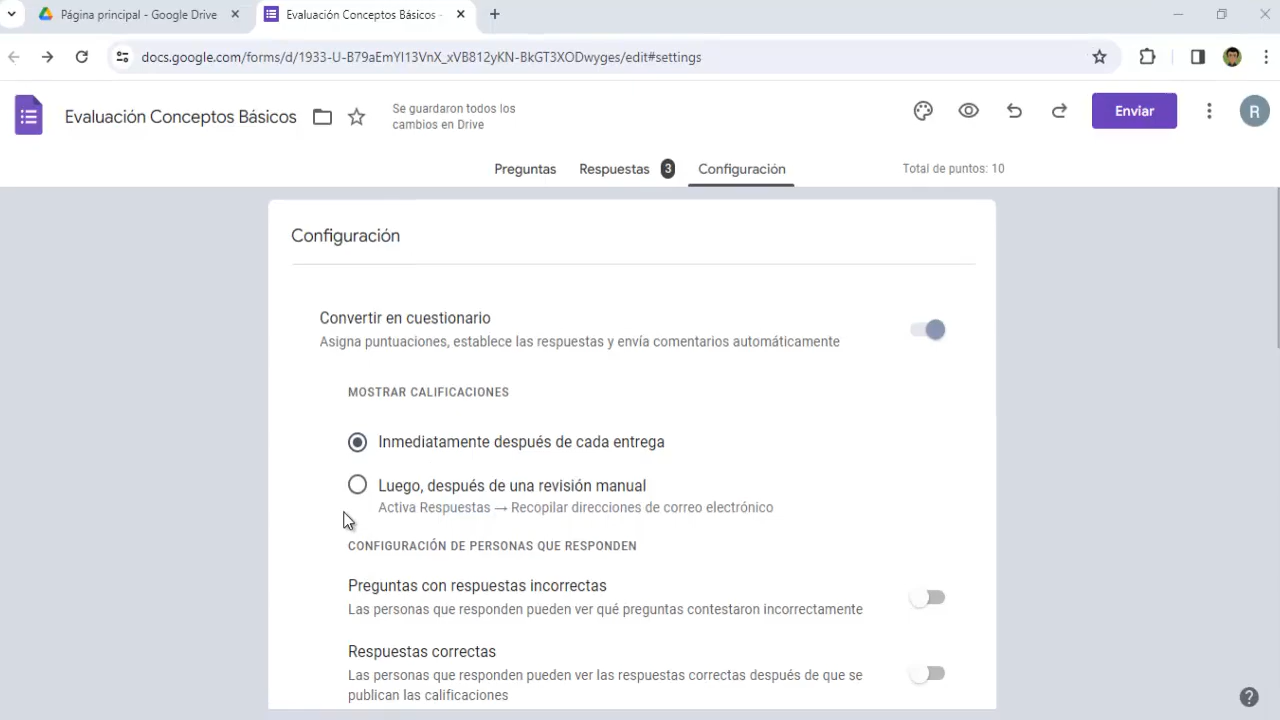 Página principal - Google Drive
Evaluación Conceptos Básicos -
docs.google.com/forms/d/1933-U-B79aEmYI13VnX_xVB812yKN-RkGT3XODwyges/edit#settings
Evaluación Conceptos Básicos
Se guardaron todos los
cambios en Drive
Enviar
R
Preguntas
Respuestas 3
Configuración
Total de puntos: 10
Configuración
Convertir en cuestionario
Asigna puntuaciones, establece las respuestas y envía comentarios automáticamente
MOSTRAR CALIFICACIONES
Inmediatamente después de cada entrega
Luego, después de una revisión manual
Activa Respuestas → Recopilar direcciones de correo electrónico
CONFIGURACIÓN DE PERSONAS QUE RESPONDEN
Preguntas con respuestas incorrectas
Las personas que responden pueden ver qué preguntas contestaron incorrectamente
Respuestas correctas
Las personas que responden pueden ver las respuestas correctas después de que se
publican las calificaciones